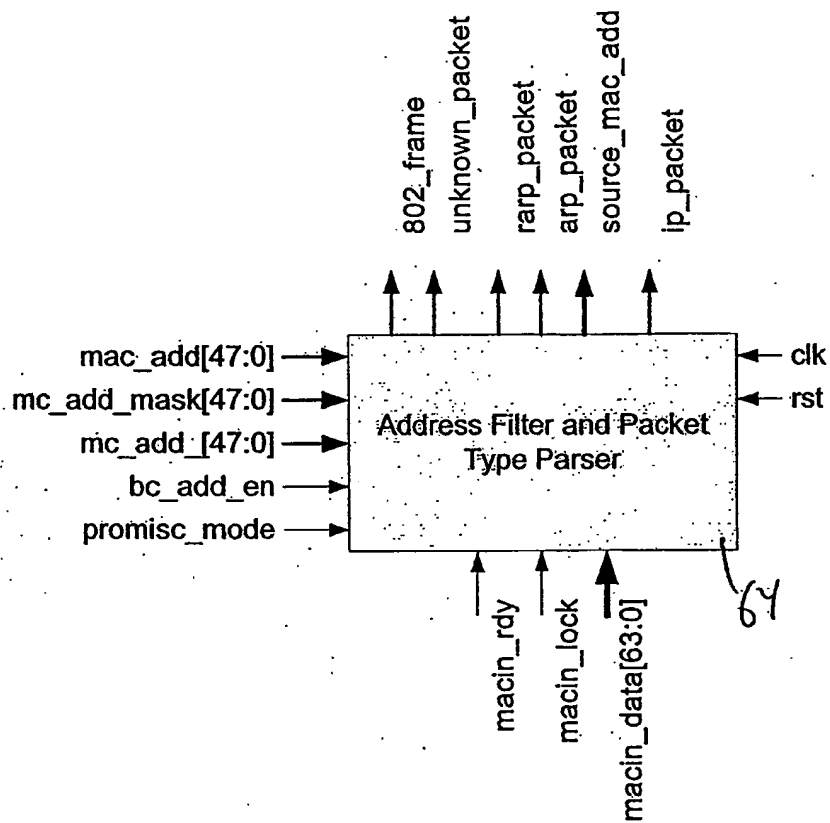 802_frame
unknown_packet
rarp_packet
arp_packet
source_mac_add
ip_packet
mac_add[47:0]
mc_add_mask[47:0]
mc_add_[47:0]
bc_add_en
promisc_mode
clk
rst
Address Filter and Packet
Type Parser
64
macin_rdy
macin_lock
macin_data[63:0]